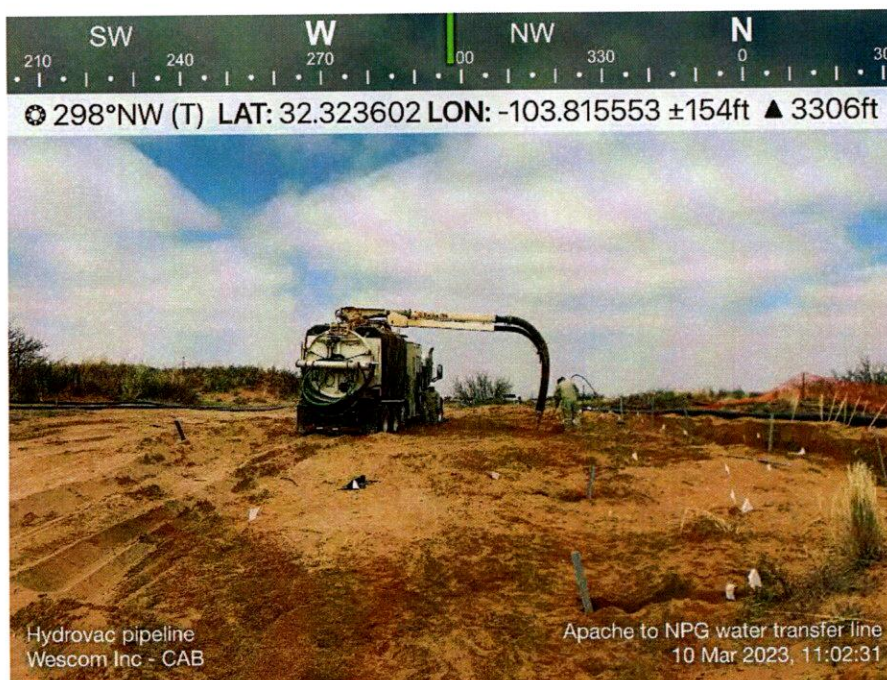 SW W NW N
210 240 270 00 330 0 30
298°NW (T) LAT: 32.323602 LON: -103.815553 ±154ft ▲ 3306ft
Hydrovac pipeline
Wescom Inc - CAB
Apache to NPG water transfer line
10 Mar 2023, 11:02:31